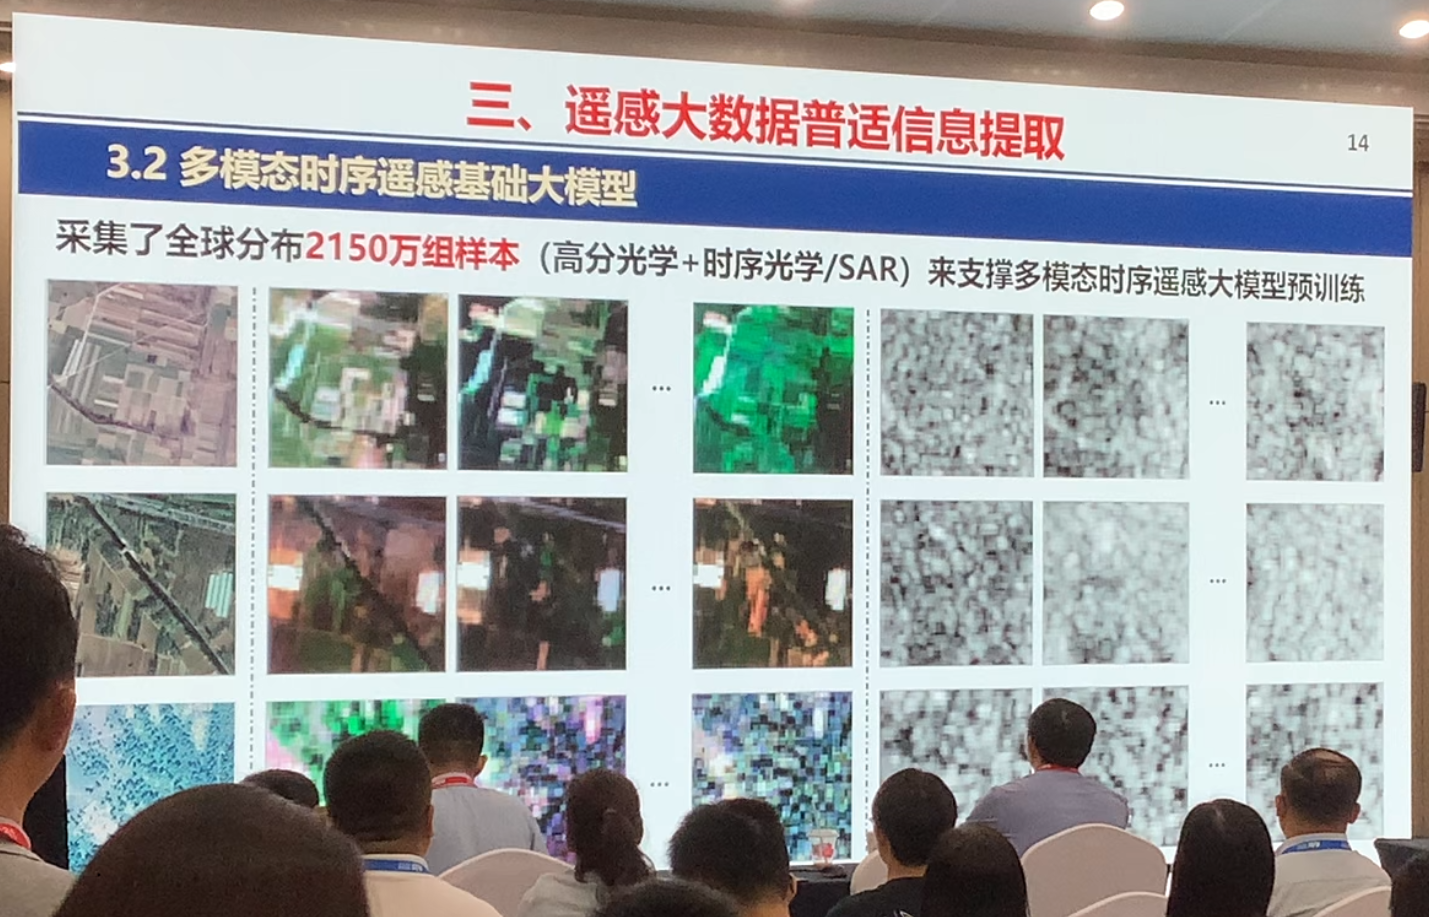 三、遥感大数据普适信息提取
14
3.2 多模态时序遥感基础大模型
采集了全球分布2150万组样本（高分光学+时序光学/SAR）来支撑多模态时序遥感大模型预训练
... ...
... ...
... ...